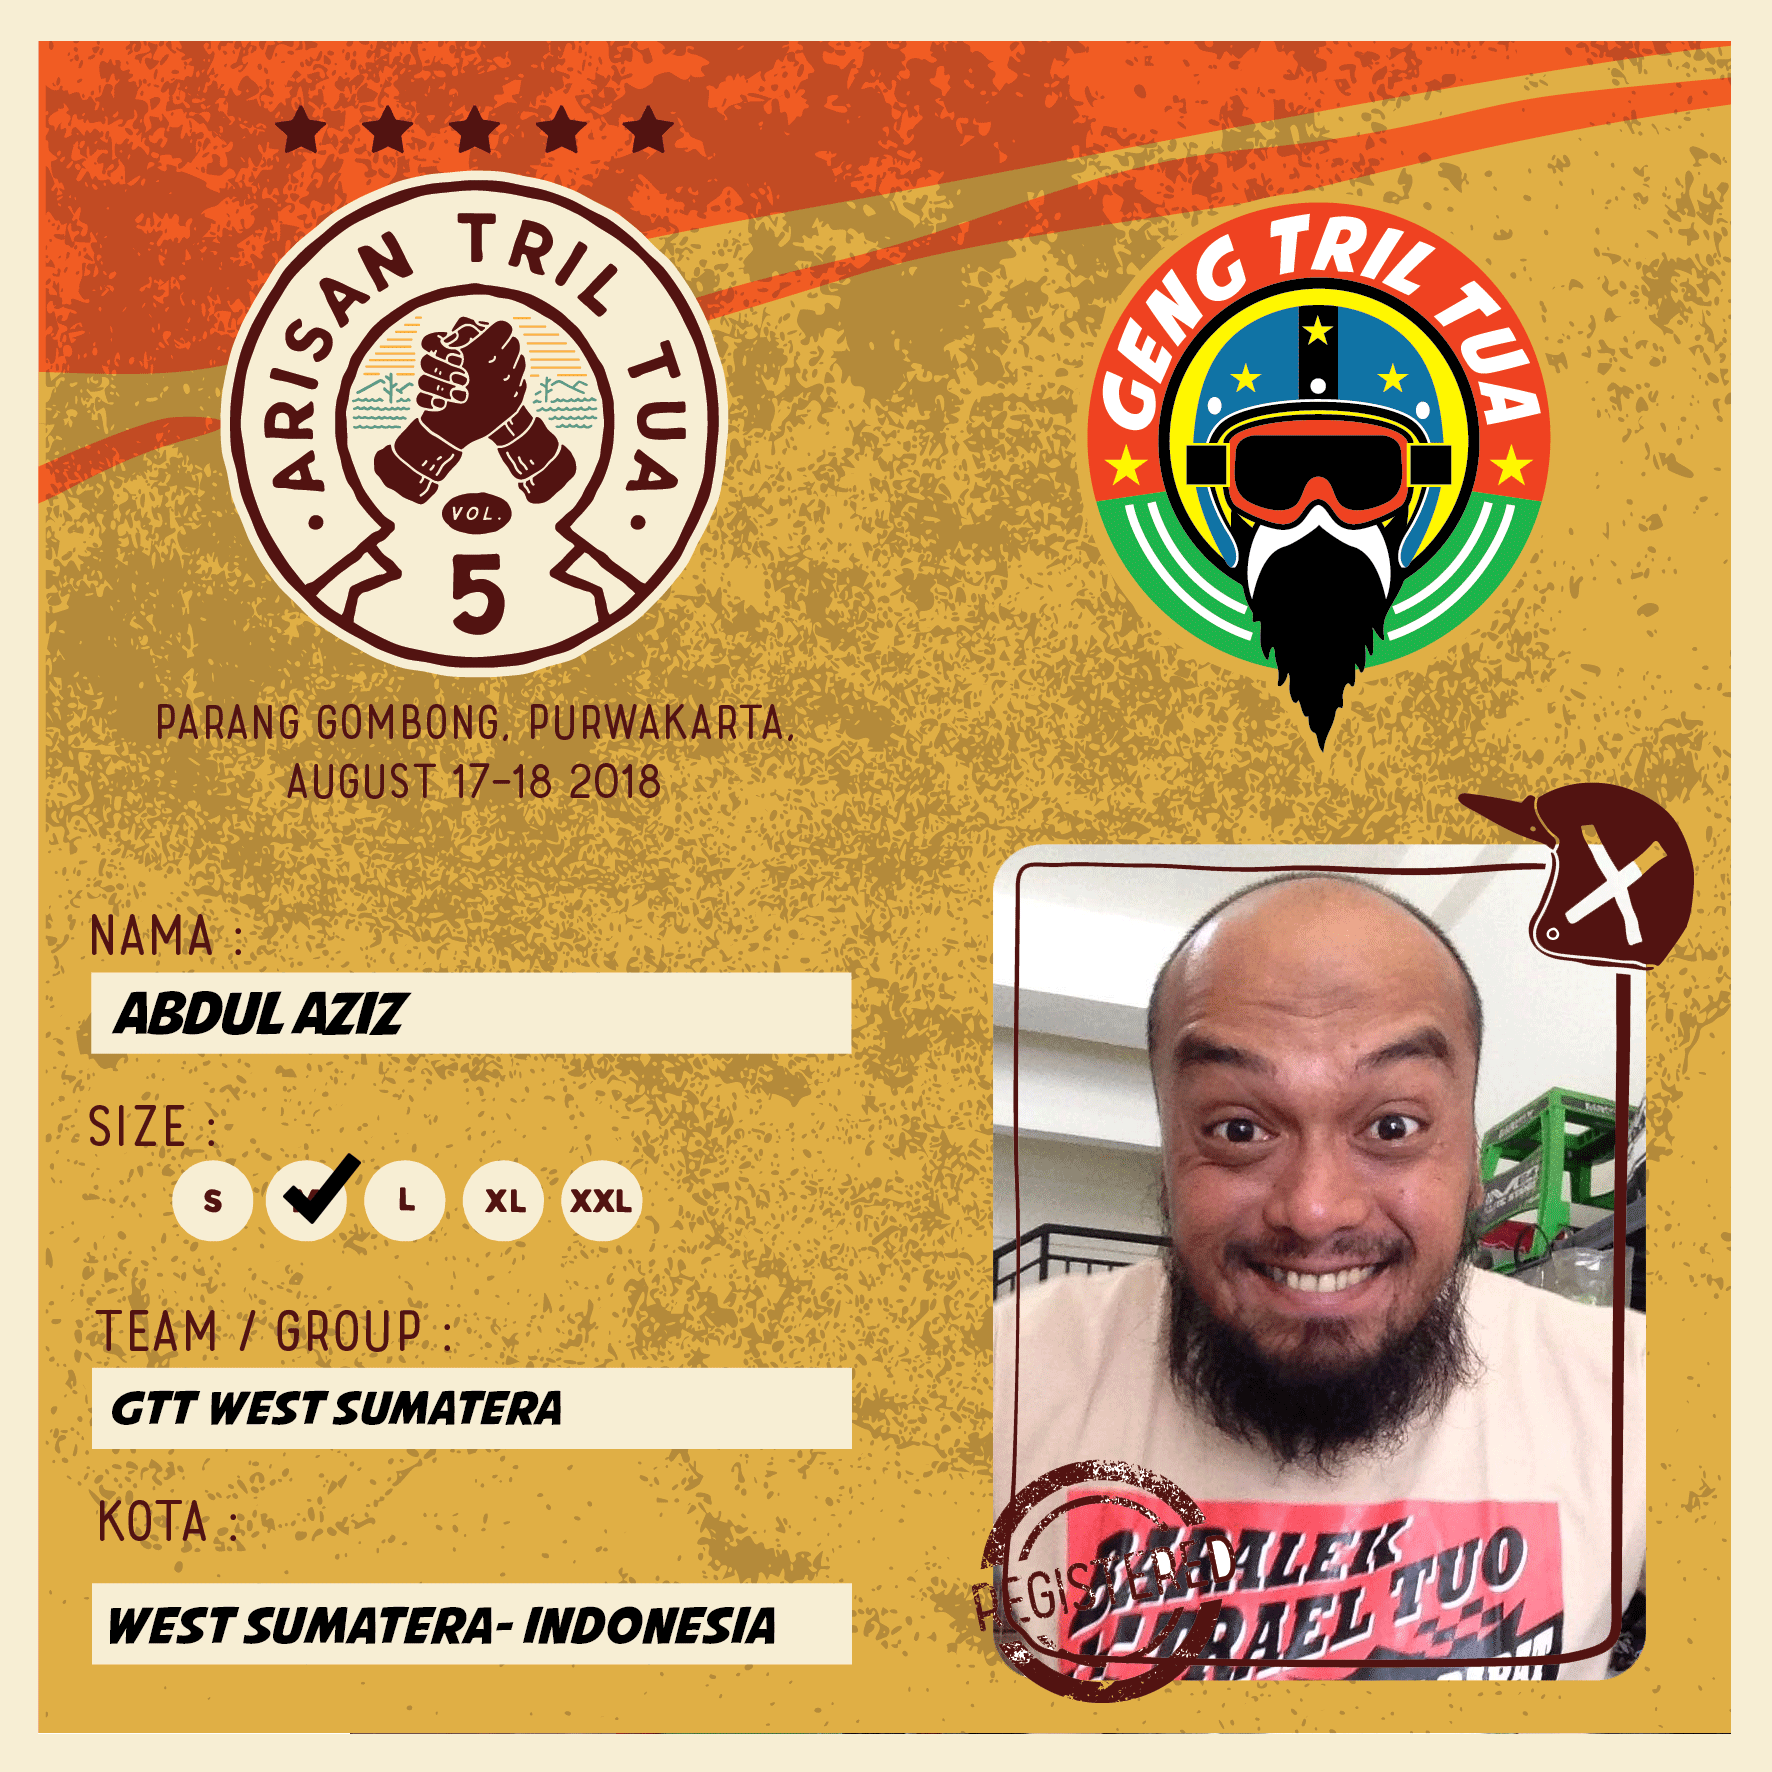 ARISAN TRIL TUA
VOL.
5
GENG TRIL TUA
PARANG GOMBONG, PURWAKARTA,
AUGUST 17-18 2018
NAMA :
ABDUL AZIZ
SIZE :
S L XL XXL
TEAM / GROUP :
GTT WEST SUMATERA
KOTA :
WEST SUMATERA- INDONESIA
REGISTERED
TUO